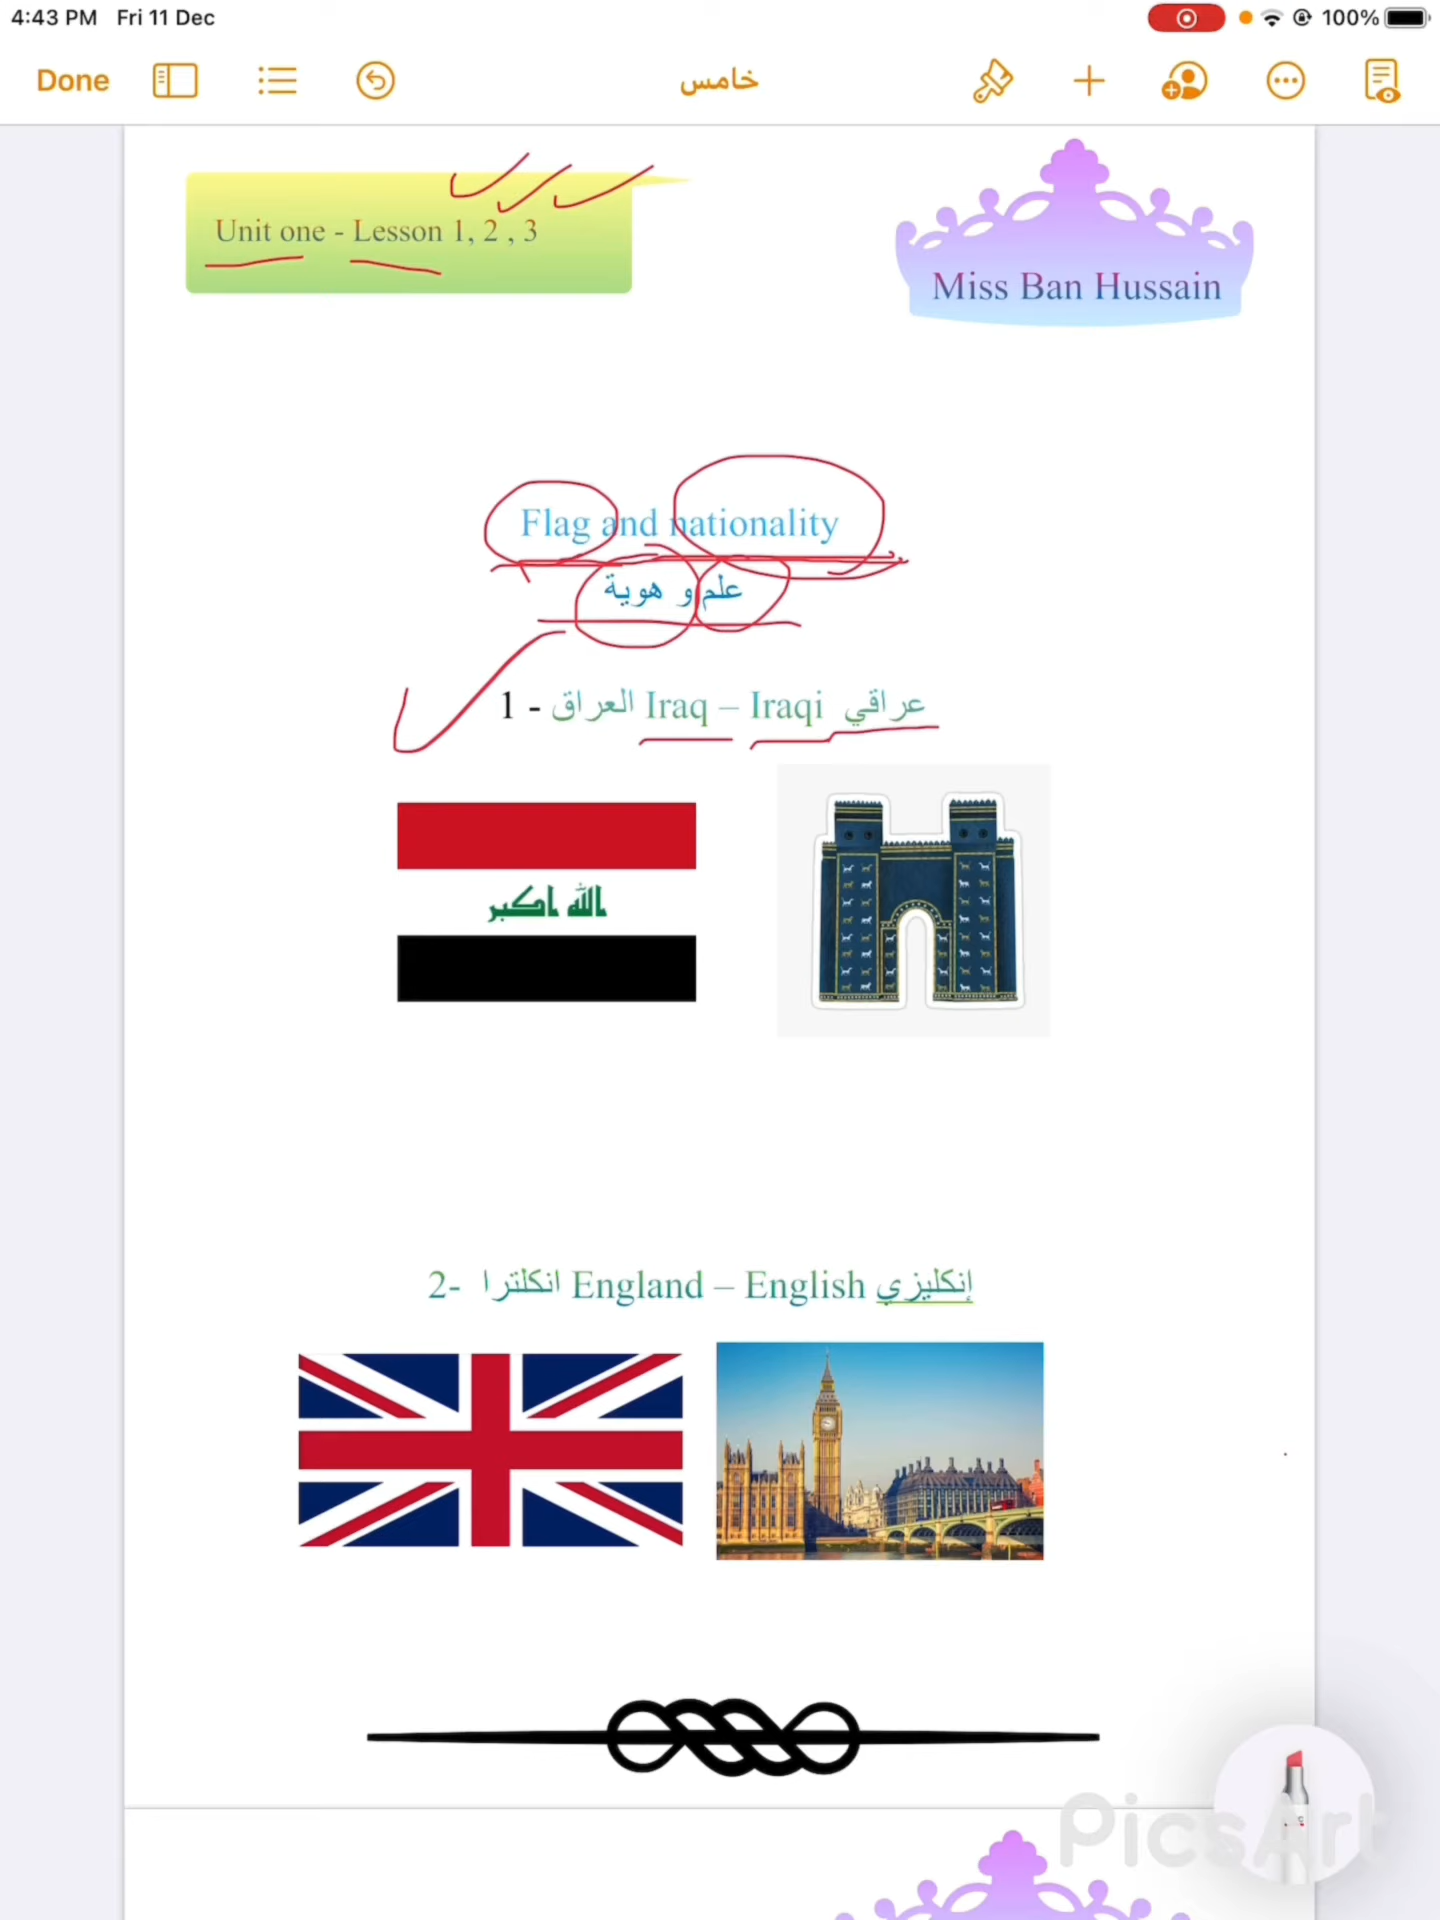 4:43 PM Fri 11 Dec 100%
Done خامس
Unit one - Lesson 1, 2 , 3
Miss Ban Hussain
Flag and nationality
علم و هوية
1 - العراق Iraq – Iraqi عراقي
الله اكبر
2- انكلترا England – English إنكليزي
PicsArt